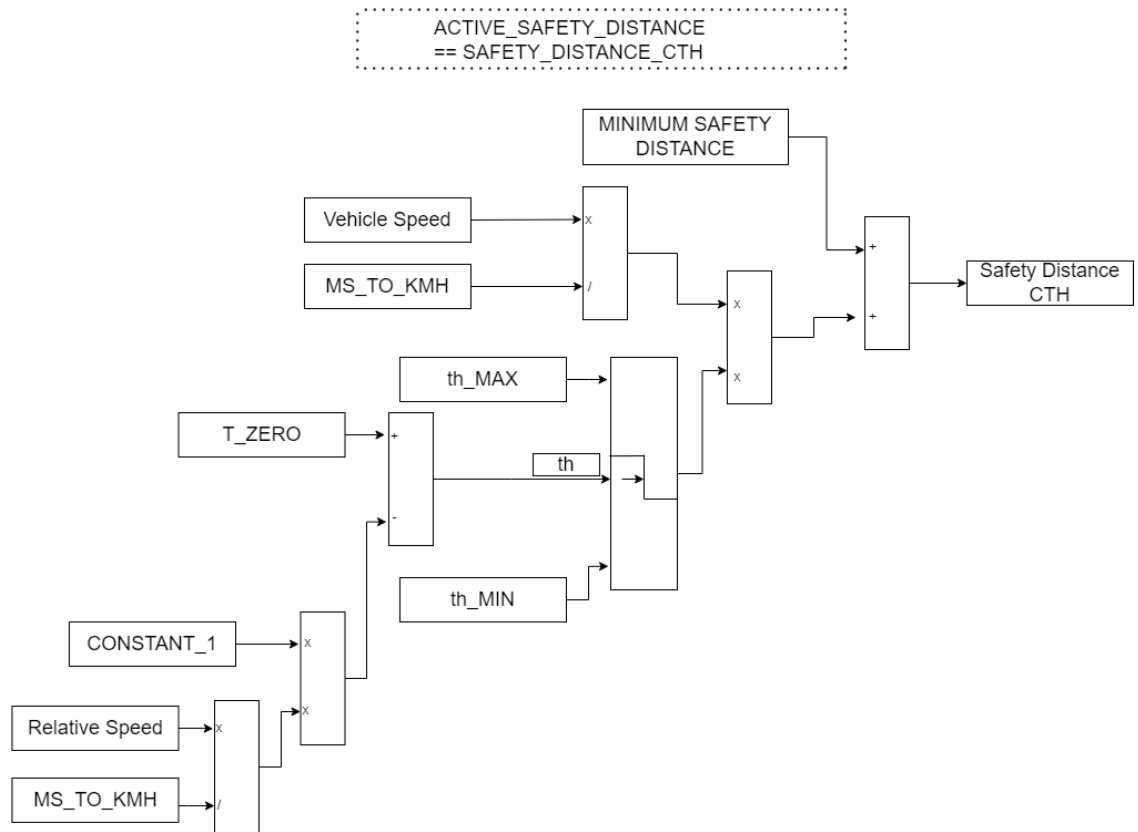 ACTIVE_SAFETY_DISTANCE
== SAFETY_DISTANCE_CTH
MINIMUM SAFETY
DISTANCE
Vehicle Speed
x
MS_TO_KMH
/
+
Safety Distance
CTH
x
+
th_MAX
x
T_ZERO
+
th
-
th_MIN
CONSTANT_1
x
x
Relative Speed
x
MS_TO_KMH
/